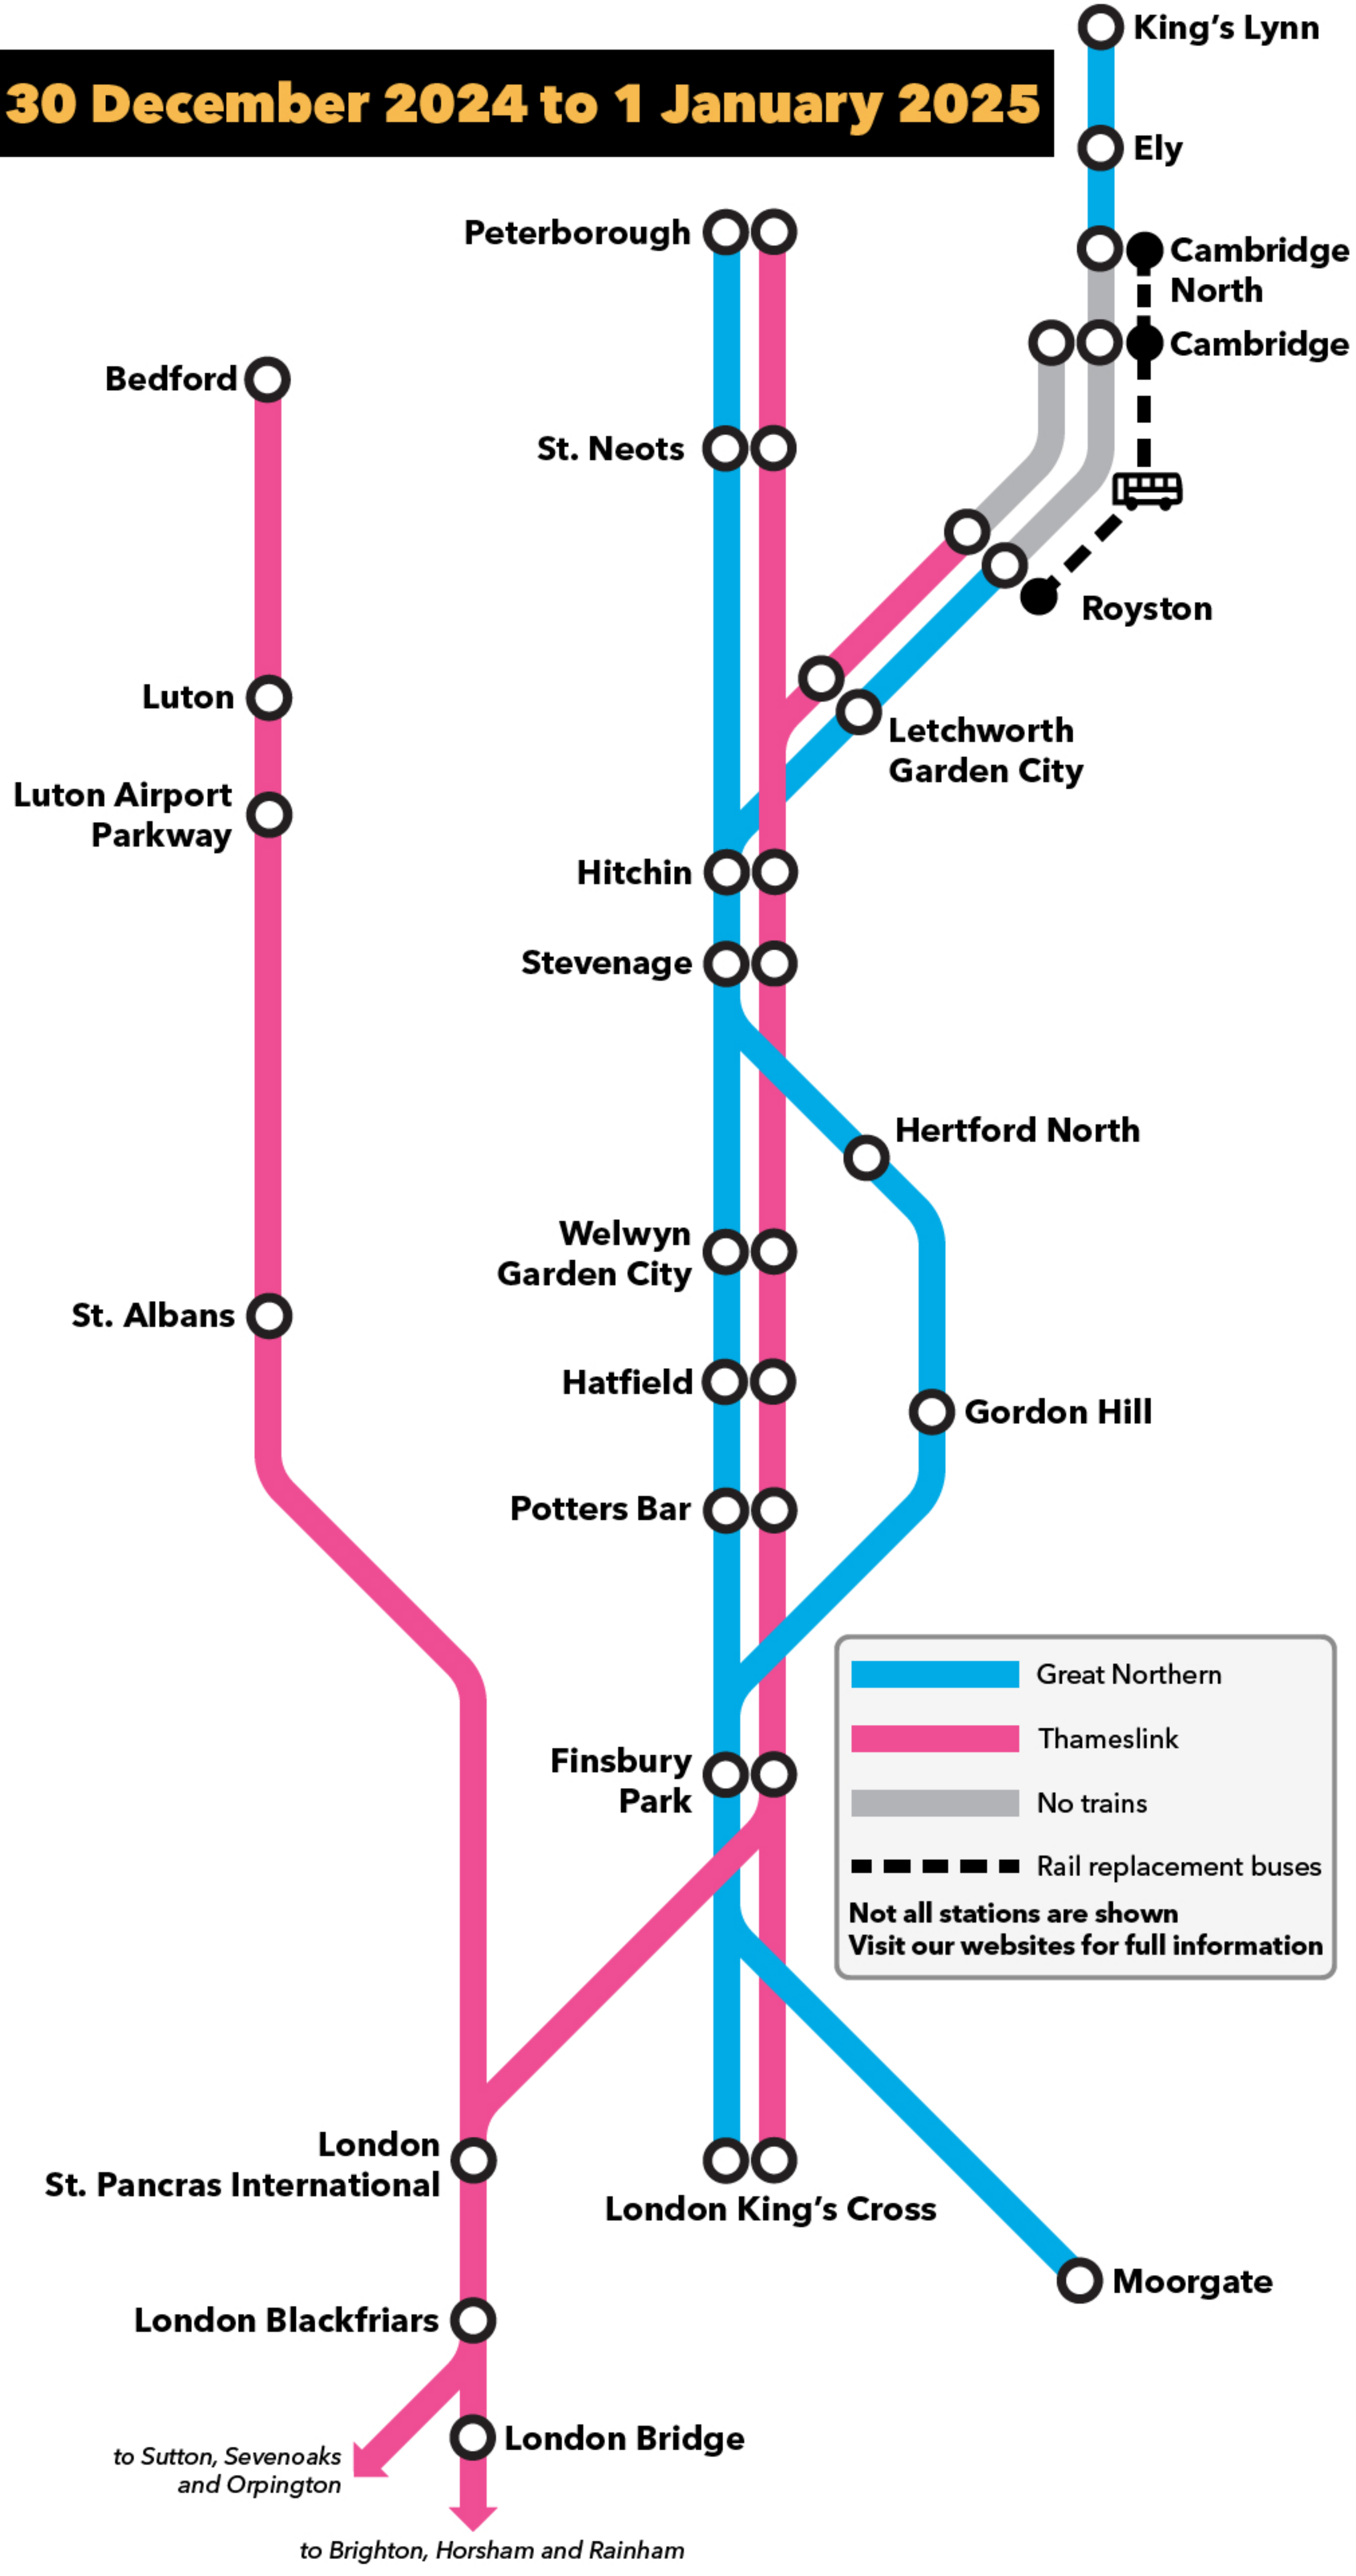 King's Lynn
30 December 2024 to 1 January 2025
Ely
Peterborough
Cambridge
North
Cambridge
Bedford
St. Neots
Royston
Luton
Letchworth
Garden City
Luton Airport
Parkway
Hitchin
Stevenage
Hertford North
Welwyn
Garden City
St. Albans
Hatfield
Gordon Hill
Potters Bar
Great Northern
Thameslink
No trains
Rail replacement buses
Not all stations are shown
Visit our websites for full information
Finsbury
Park
London
St. Pancras International
London King's Cross
Moorgate
London Blackfriars
London Bridge
to Sutton, Sevenoaks
and Orpington
to Brighton, Horsham and Rainham